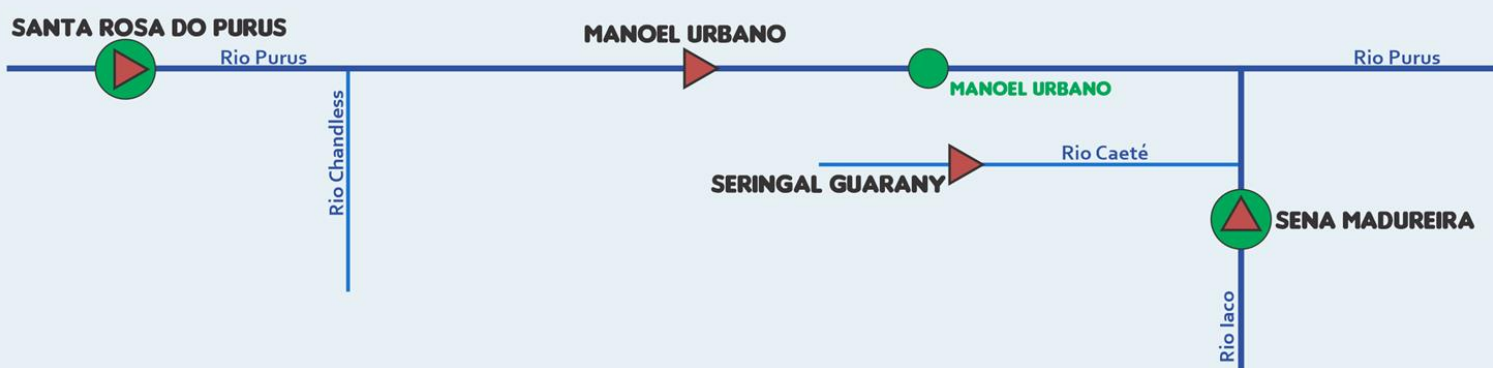 SANTA ROSA DO PURUS
MANOEL URBANO
Rio Purus
Rio Purus
MANOEL URBANO
Rio Chandless
Rio Caeté
SERINGAL GUARANY
SENA MADUREIRA
Rio Iaco